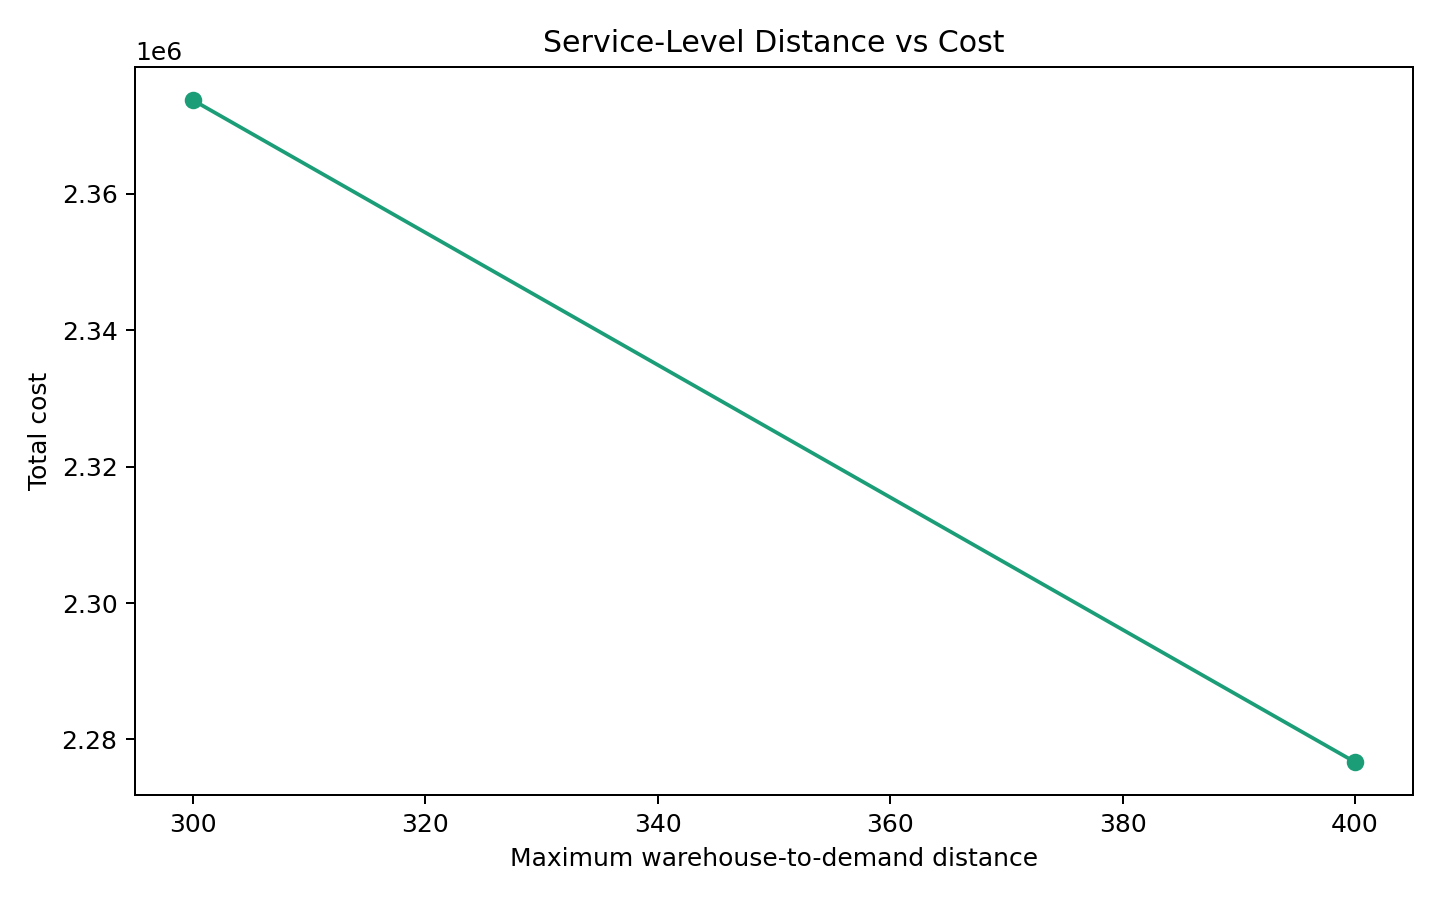 Service-Level Distance vs Cost
1e6
2.36
2.34
2.32
2.30
2.28
Total cost
300 320 340 360 380 400
Maximum warehouse-to-demand distance